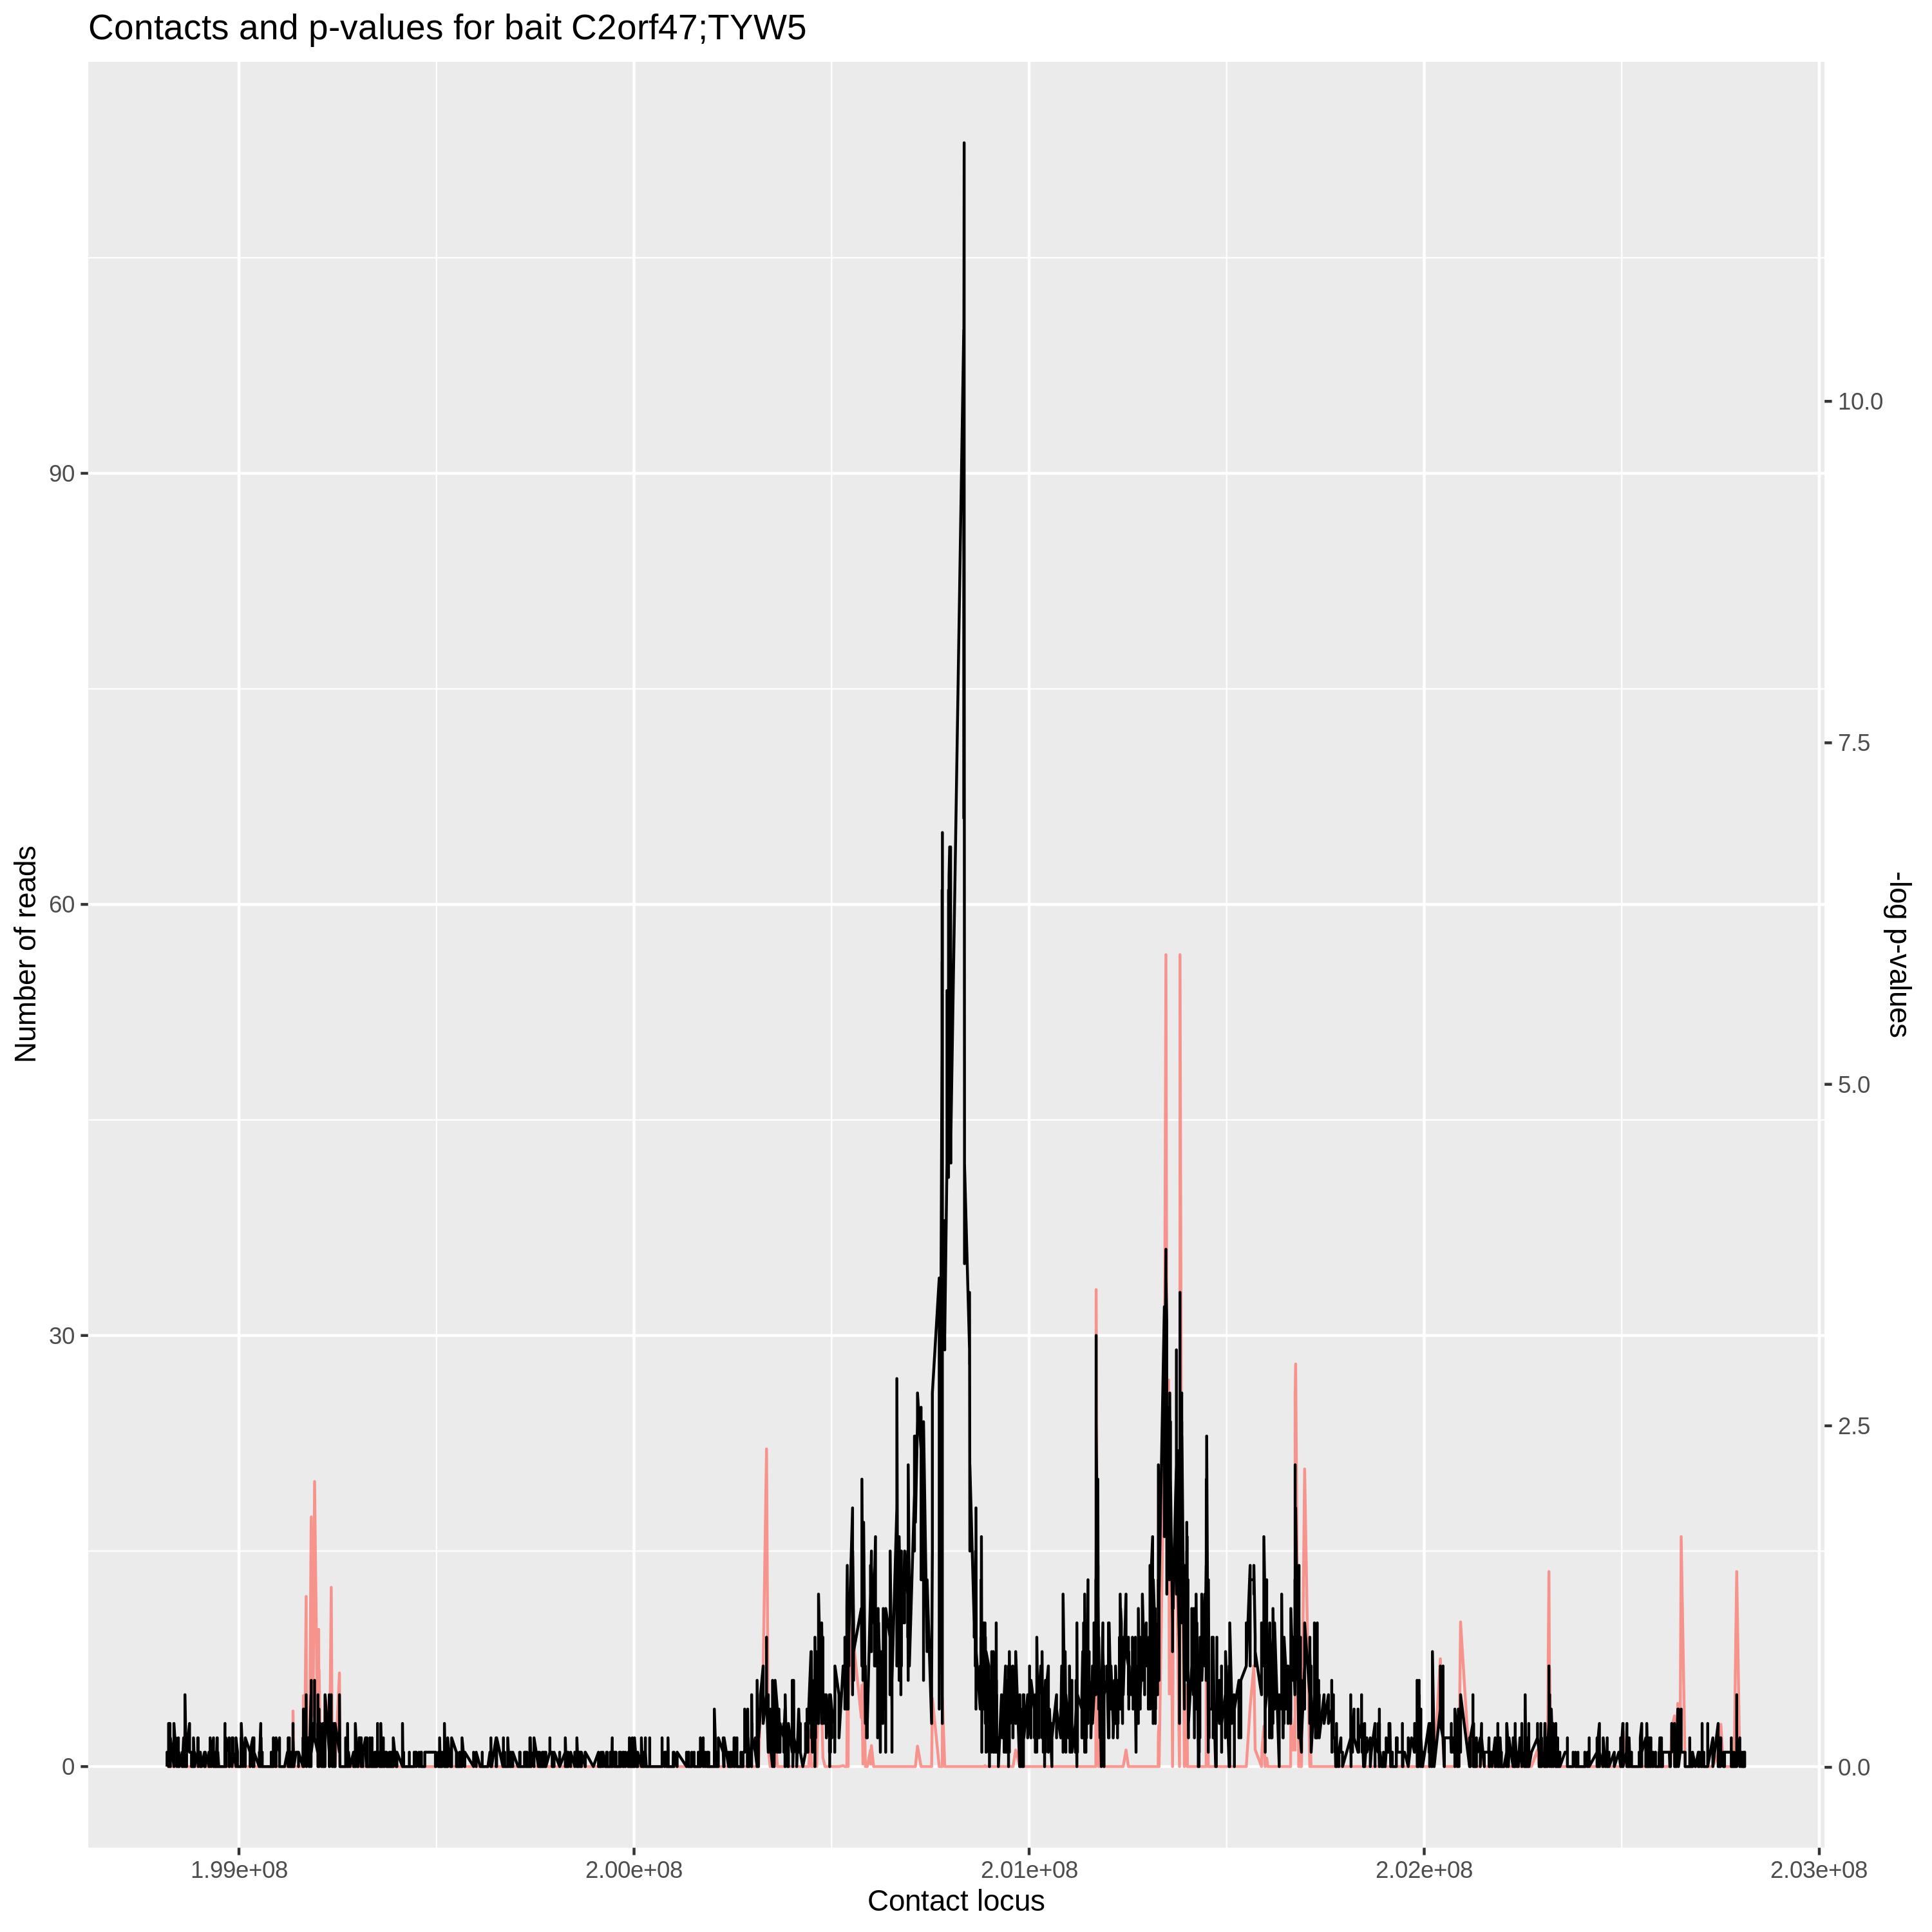 Contacts and p-values for bait C2orf47;TYW5
Number of reads
90
60
30
0
10.0
7.5
5.0
2.5
0.0
-log p-values
1.99e+08 2.00e+08 2.01e+08 2.02e+08 2.03e+08
Contact locus